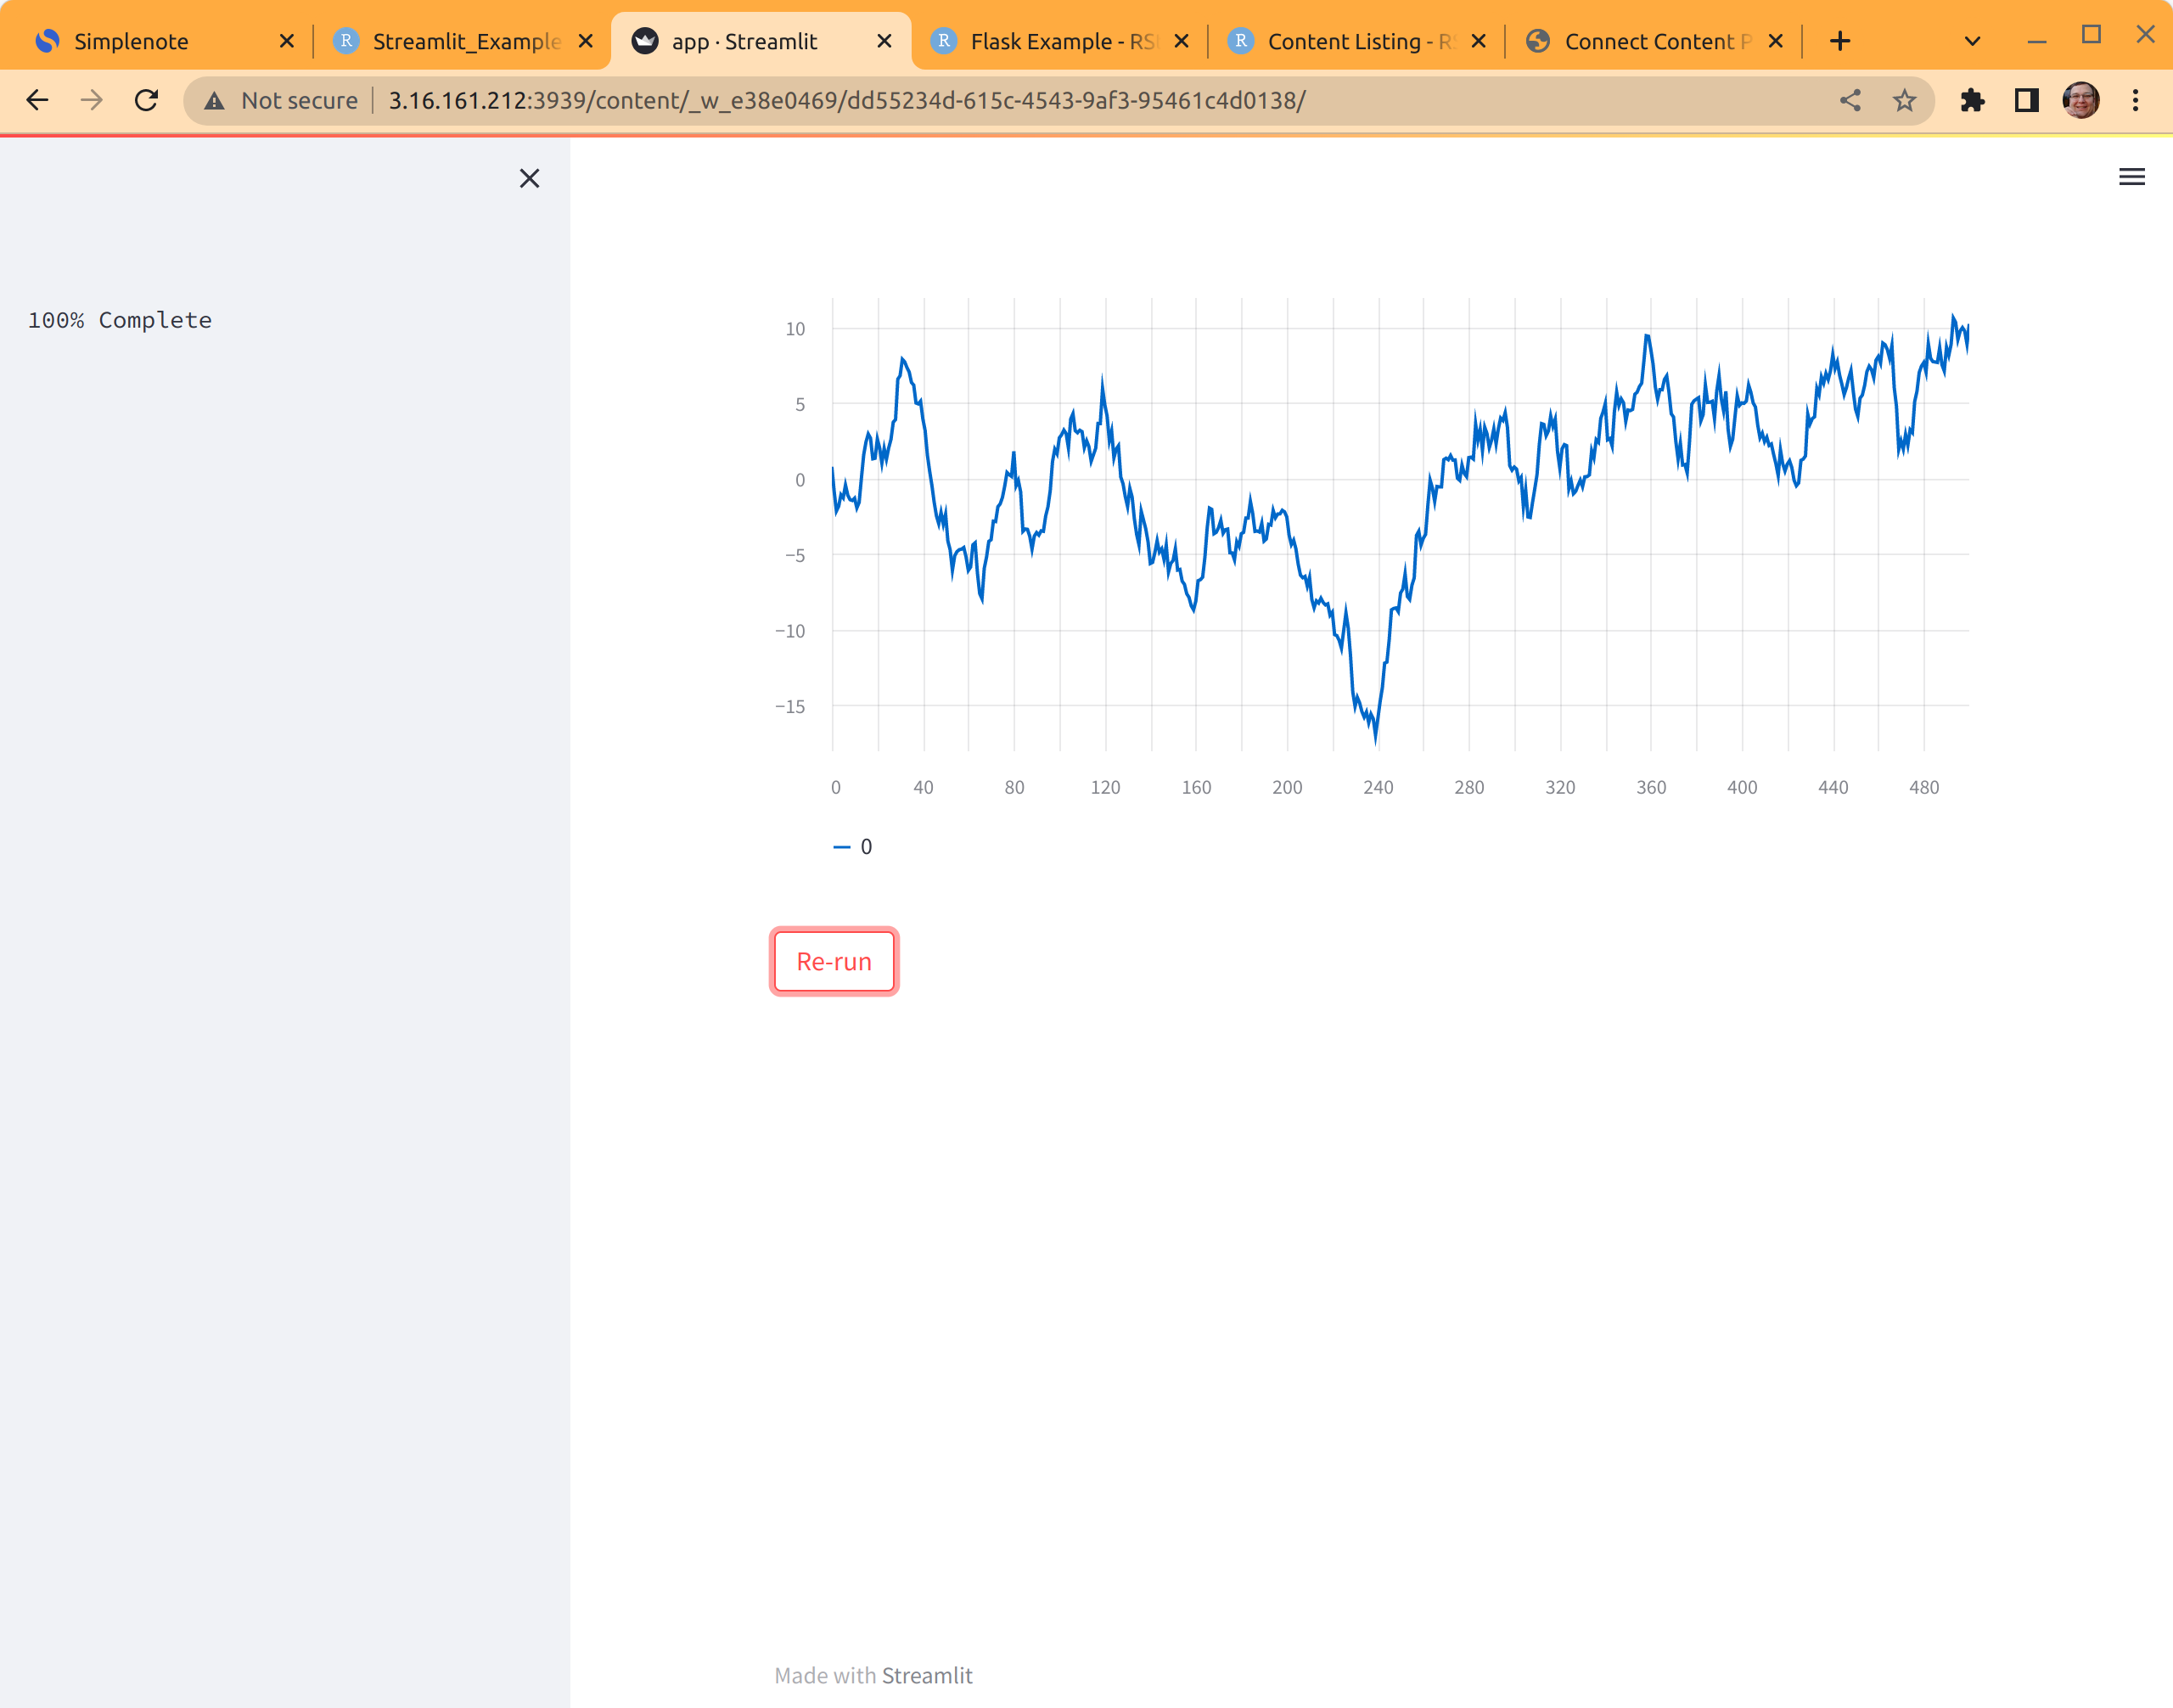 Simplenote
Streamlit_Example
app · Streamlit
Flask Example - RS
Content Listing - RS
Connect Content P
Not secure
3.16.161.212:3939/content/_w_e38e0469/dd55234d-615c-4543-9af3-95461c4d0138/
100% Complete
10
5
0
−5
−10
−15
0 40 80 120 160 200 240 280 320 360 400 440 480
0
Re-run
Made with Streamlit